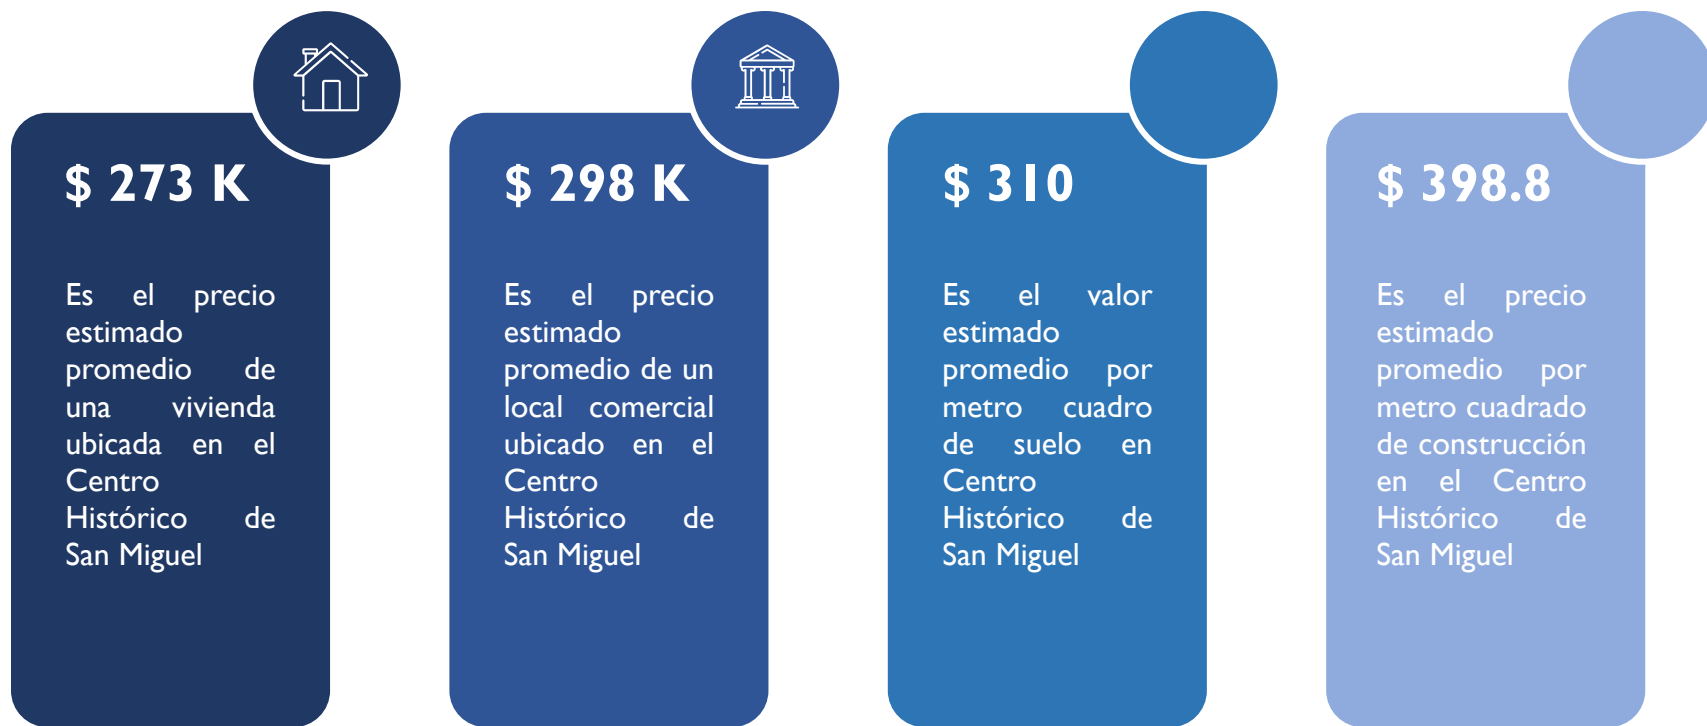 $ 273 K
Es el precio
estimado
promedio de
una vivienda
ubicada en el
Centro
Histórico de
San Miguel
$ 298 K
Es el precio
estimado
promedio de un
local comercial
ubicado en el
Centro
Histórico de
San Miguel
$ 310
Es el valor
estimado
promedio por
metro cuadro
de suelo en
Centro
Histórico de
San Miguel
$ 398.8
Es el precio
estimado
promedio por
metro cuadrado
de construcción
en el Centro
Histórico de
San Miguel